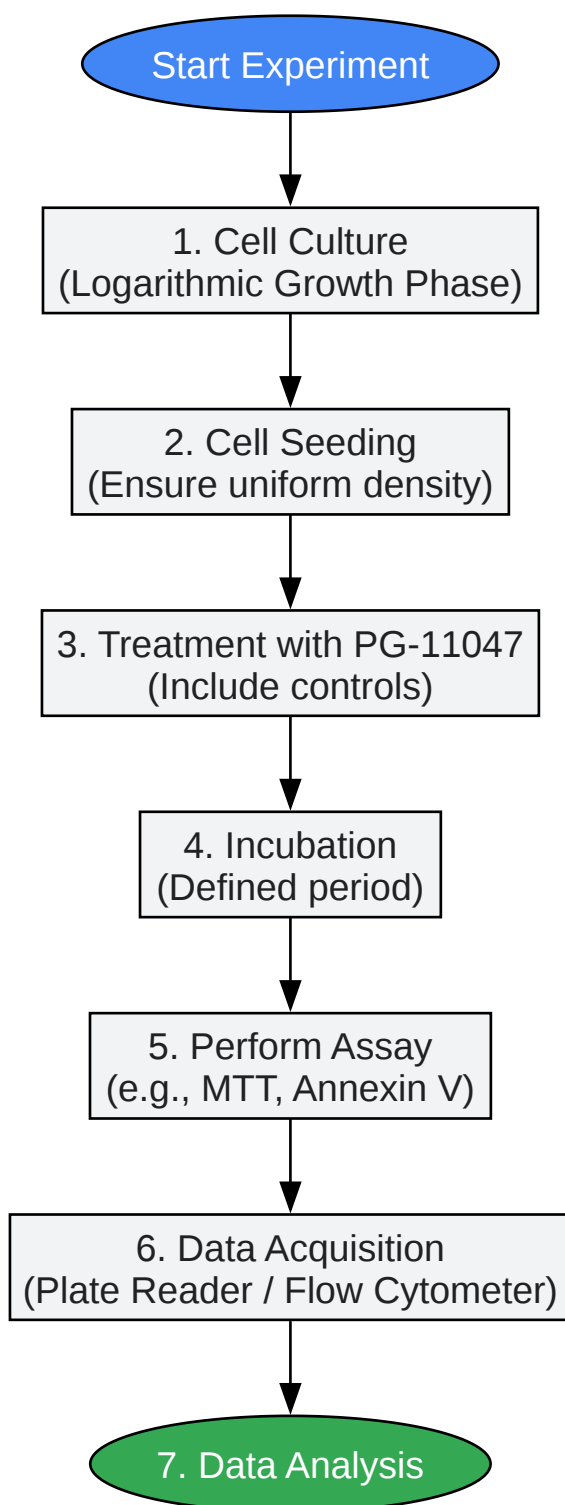 Start Experiment
1. Cell Culture
(Logarithmic Growth Phase)
2. Cell Seeding
(Ensure uniform density)
3. Treatment with PG-11047
(Include controls)
4. Incubation
(Defined period)
5. Perform Assay
(e.g., MTT, Annexin V)
6. Data Acquisition
(Plate Reader / Flow Cytometer)
7. Data Analysis